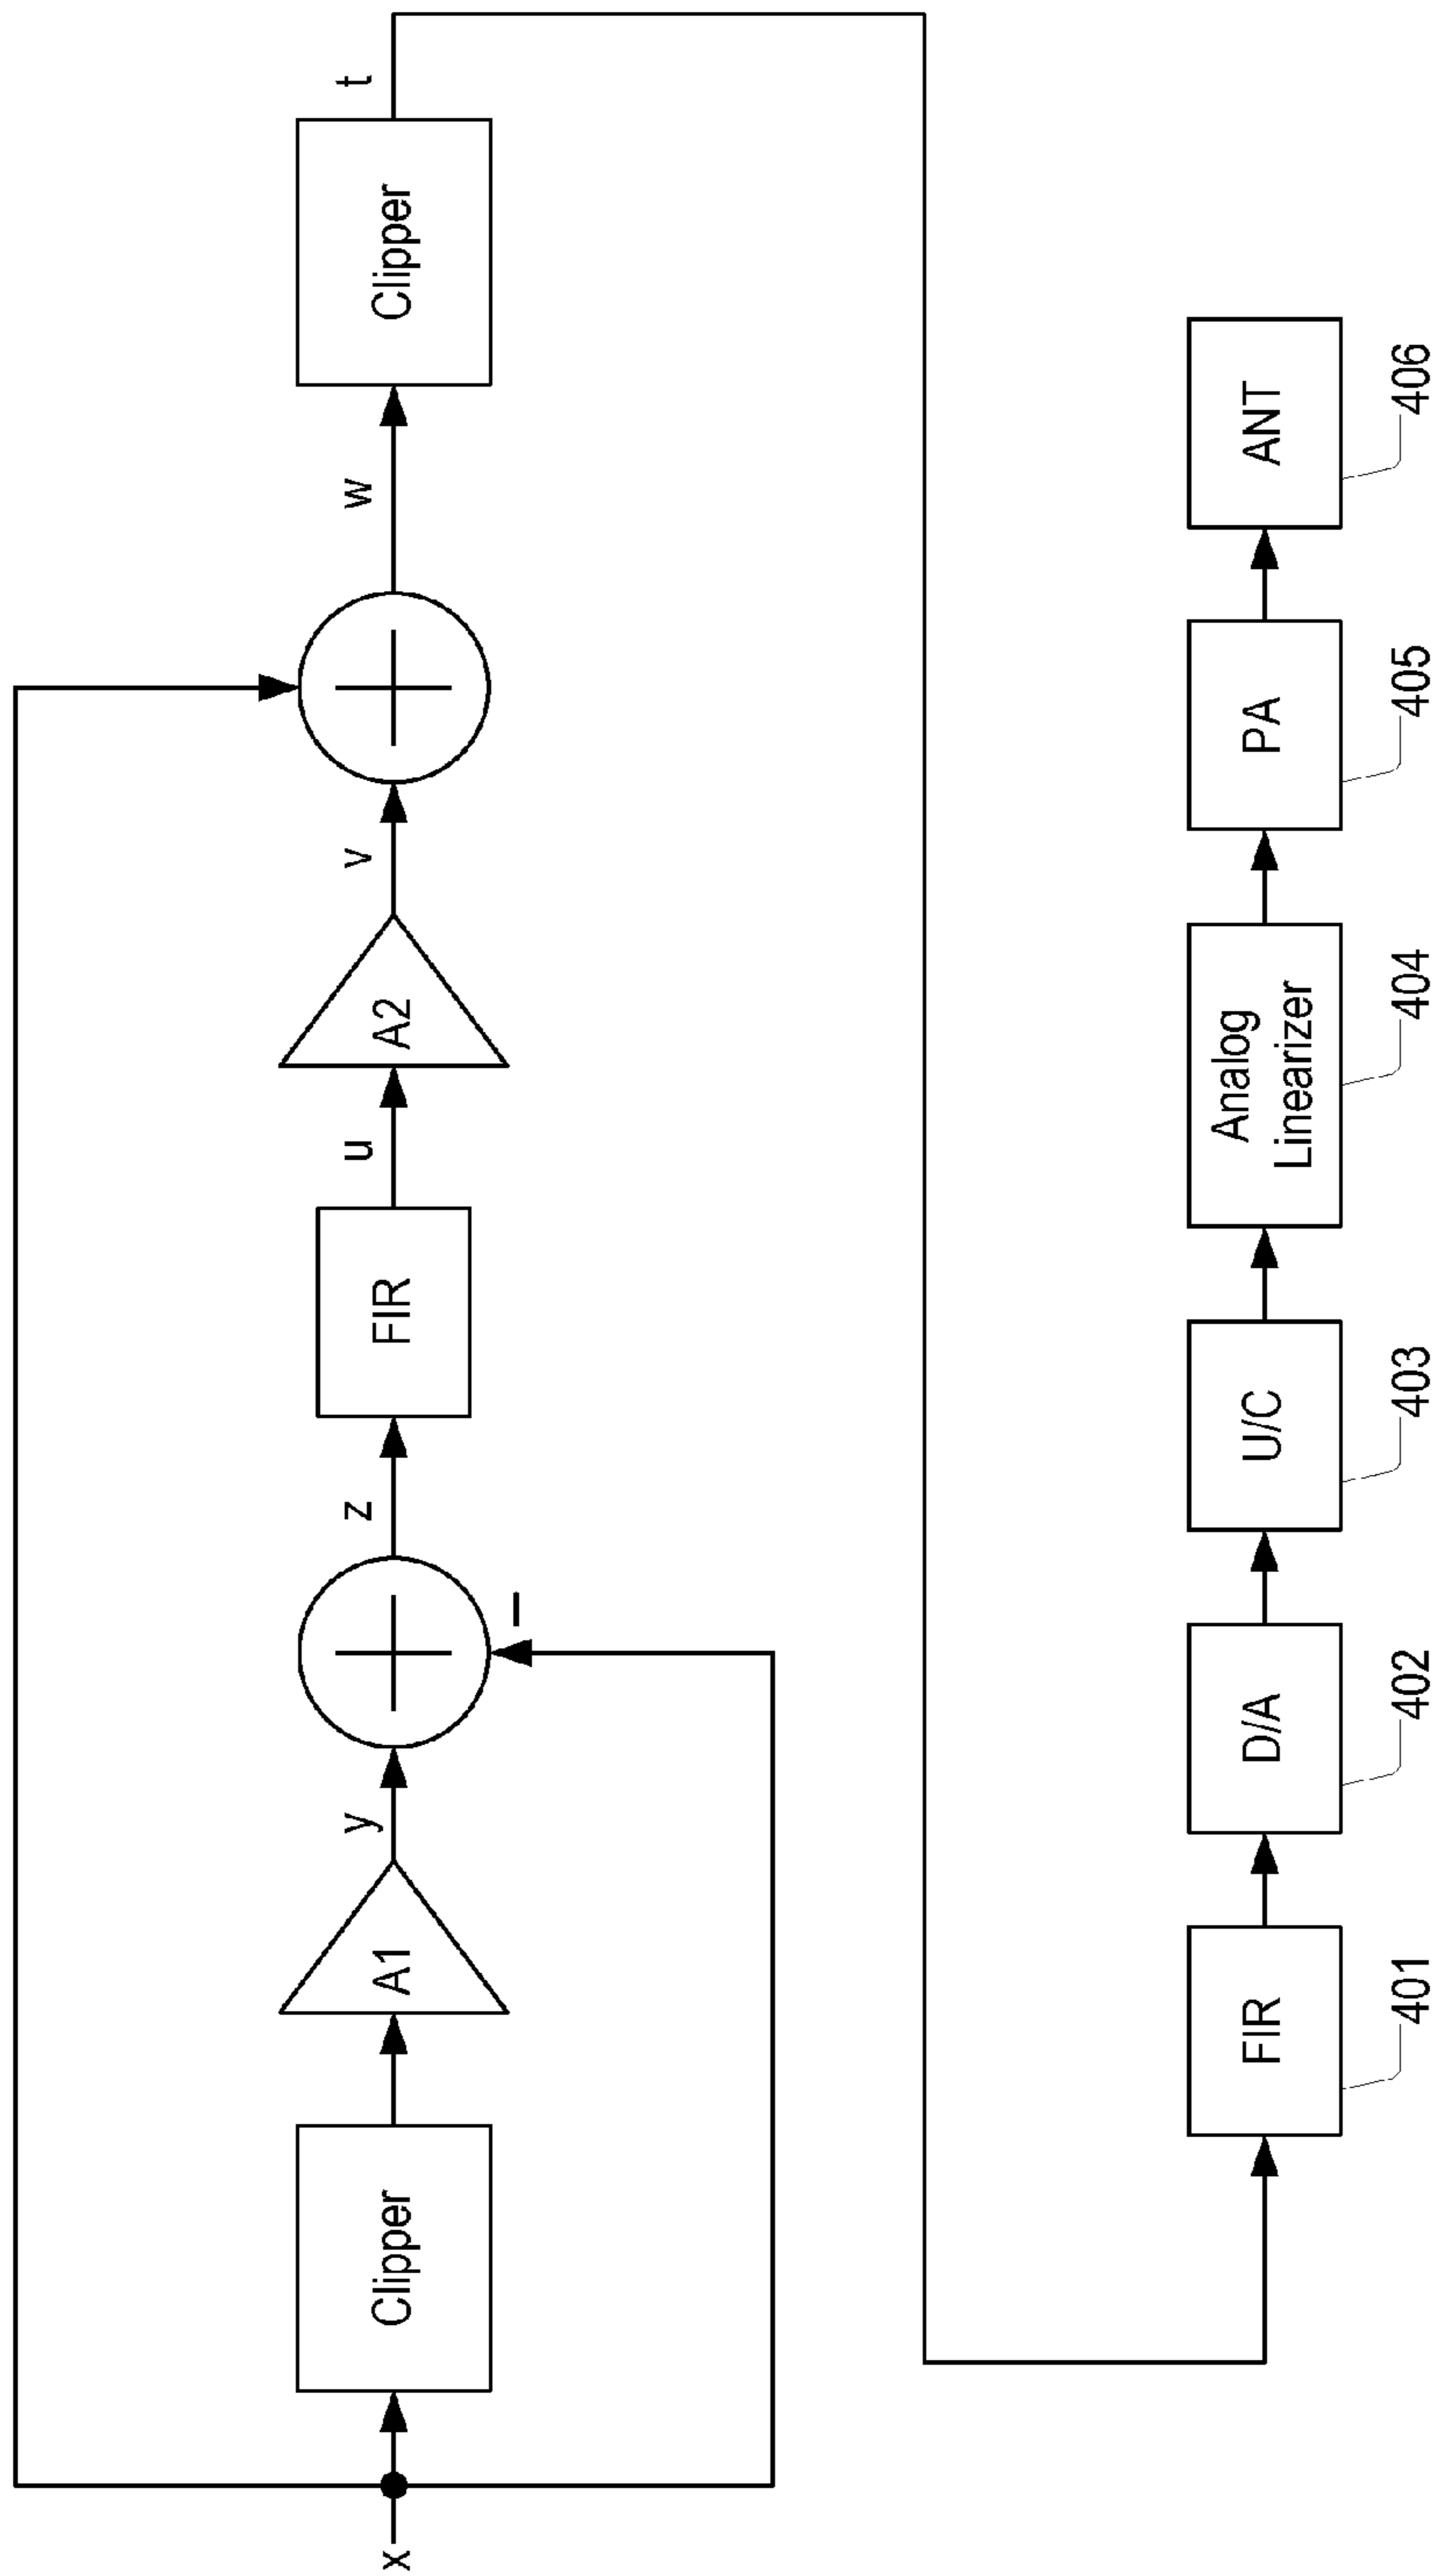 x
Clipper
A1
y
−
z
FIR
u
A2
v
w
Clipper
t
FIR
D/A
U/C
Analog
Linearizer
PA
ANT
401
402
403
404
405
406